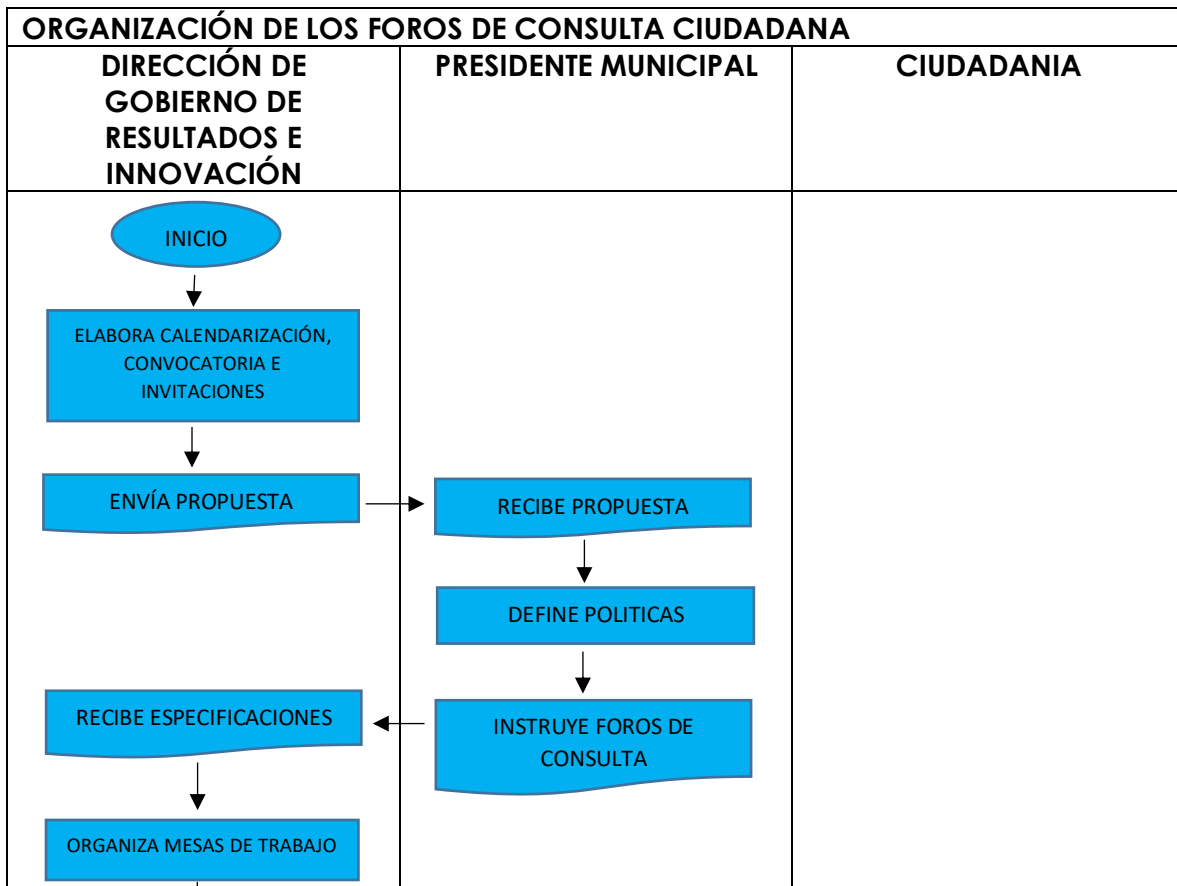 ORGANIZACIÓN DE LOS FOROS DE CONSULTA CIUDADANA
DIRECCIÓN DE
GOBIERNO DE
RESULTADOS E
INNOVACIÓN
PRESIDENTE MUNICIPAL
CIUDADANIA
INICIO
ELABORA CALENDARIZACIÓN,
CONVOCATORIA E
INVITACIONES
ENVÍA PROPUESTA
RECIBE PROPUESTA
DEFINE POLITICAS
INSTRUYE FOROS DE
CONSULTA
RECIBE ESPECIFICACIONES
ORGANIZA MESAS DE TRABAJO